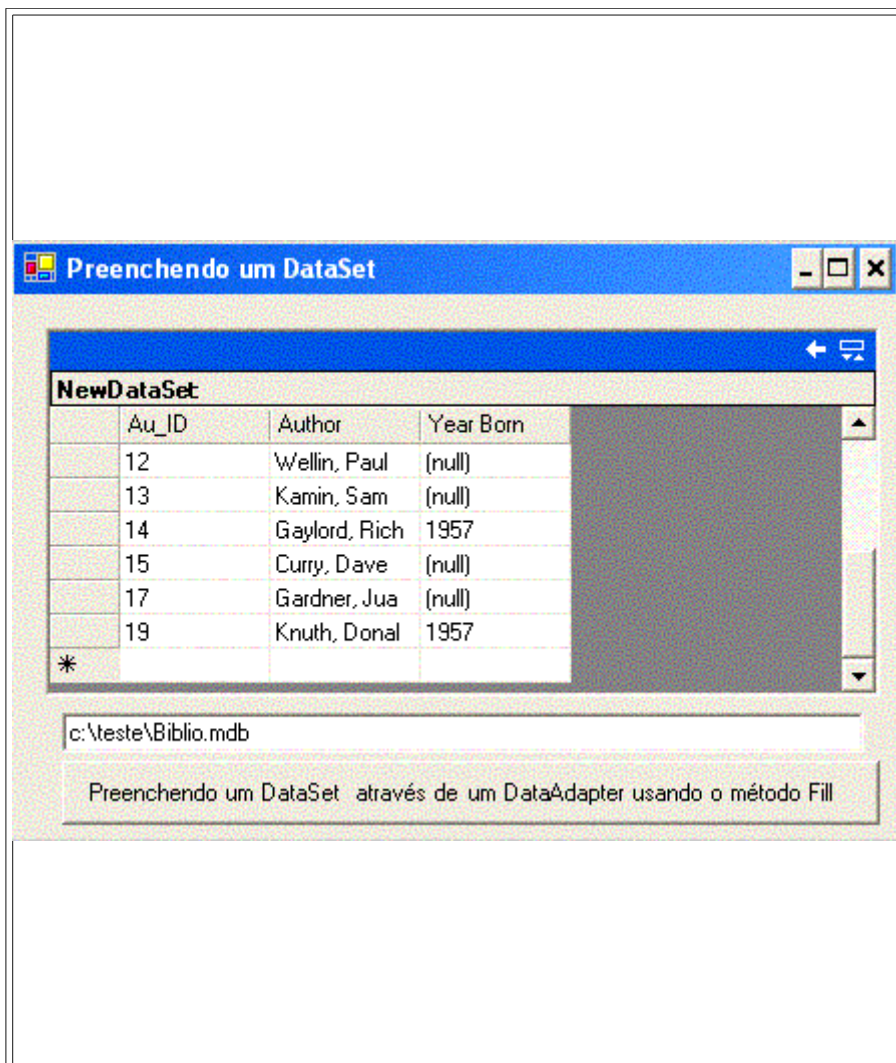 Preenchendo um DataSet
NewDataSet
Au_ID Author Year Born
12 Wellin, Paul (null)
13 Kamin, Sam (null)
14 Gaylord, Rich 1957
15 Curry, Dave (null)
17 Gardner, Jua (null)
19 Knuth, Donal 1957
*
c:\teste\Biblio.mdb
Preenchendo um DataSet através de um DataAdapter usando o método Fill